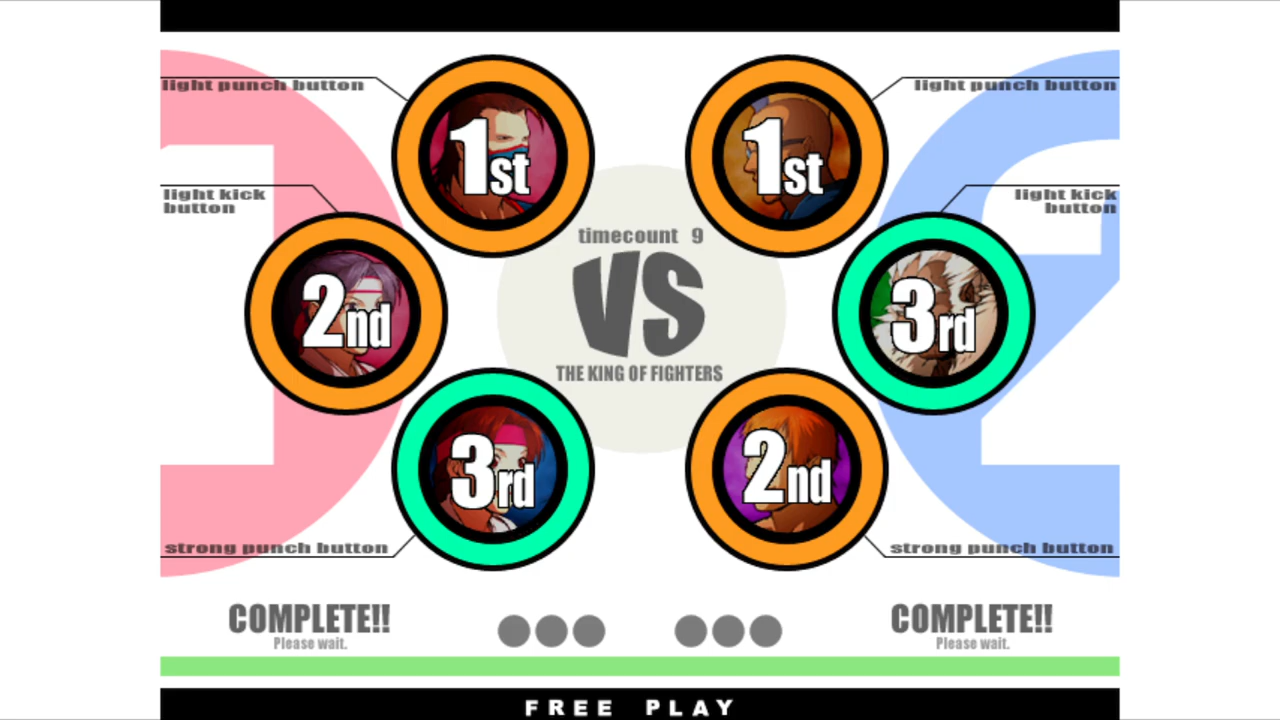 light punch button
1st
1st
light punch button
light kick
button
2nd
timecount 9
VS
THE KING OF FIGHTERS
3rd
light kick
button
3rd
2nd
strong punch button
strong punch button
COMPLETE!!
Please wait.
COMPLETE!!
Please wait.
FREE PLAY
1
2